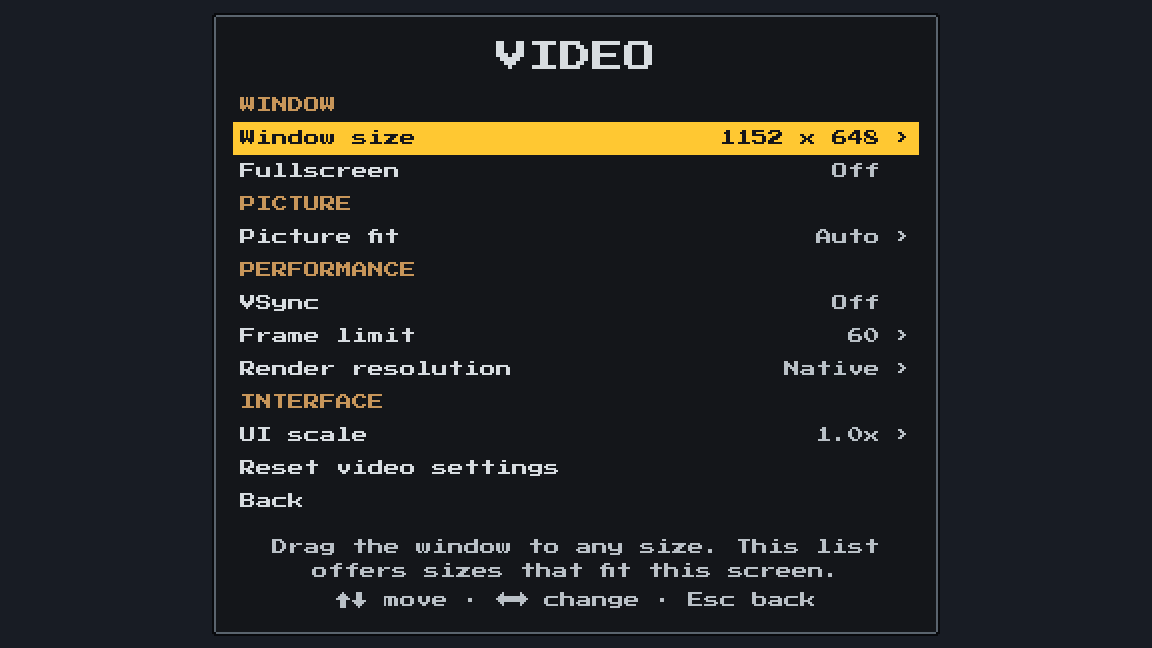 VIDEO
WINDOW
Window size 1152 x 648 >
Fullscreen Off
PICTURE
Picture fit Auto >
PERFORMANCE
VSync Off
Frame limit 60 >
Render resolution Native >
INTERFACE
UI scale 1.0x >
Reset video settings
Back
Drag the window to any size. This list
offers sizes that fit this screen.
↑↓ move · ↔ change · Esc back